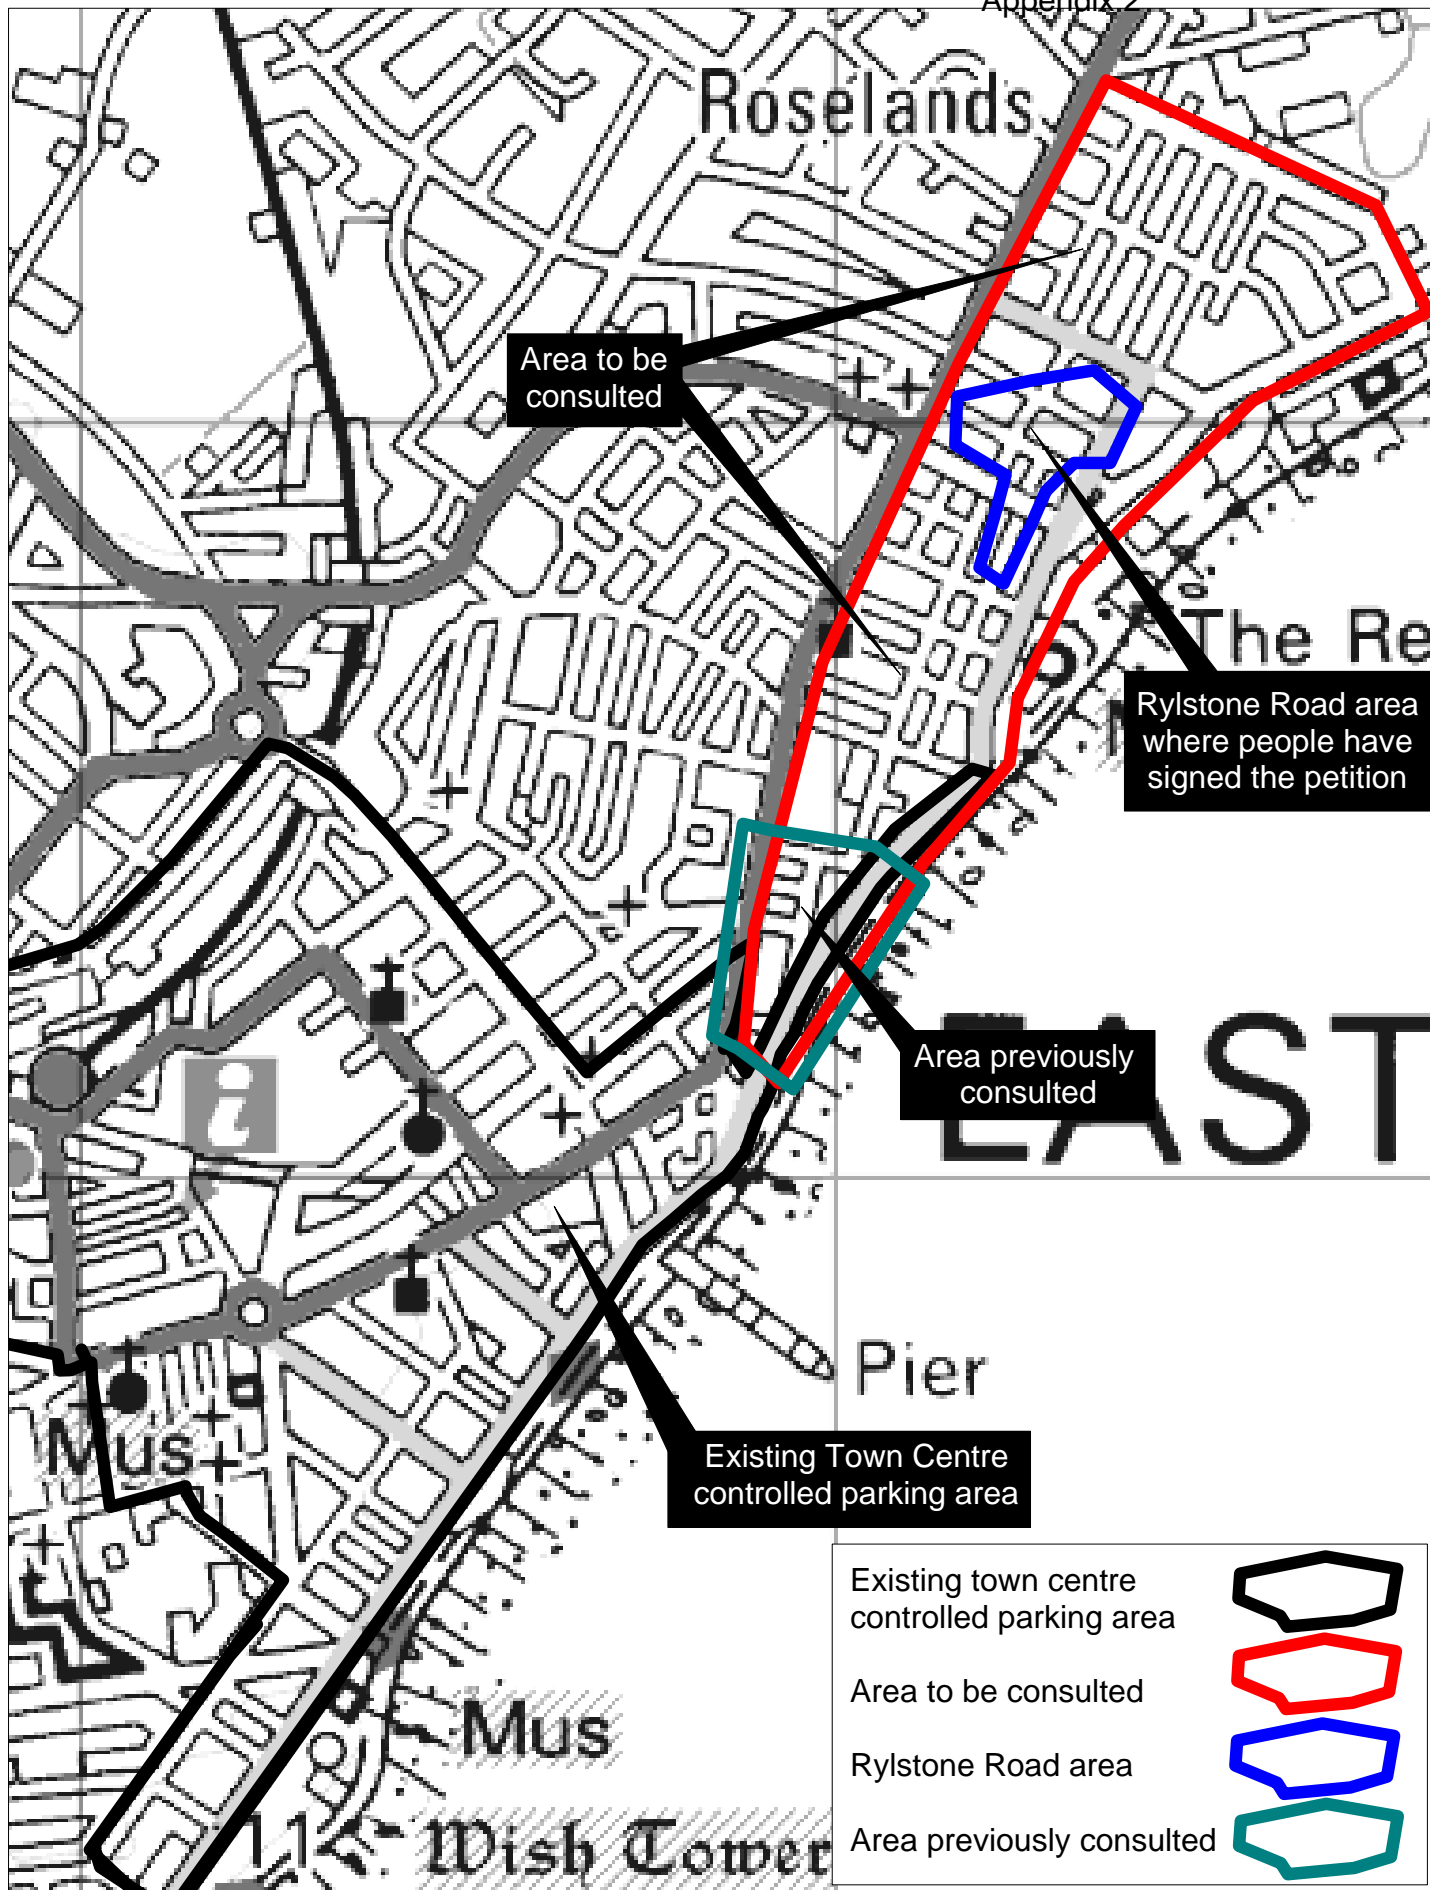 Appendix 2
Roselands
Area to be
consulted
The Re
Rylstone Road area
where people have
signed the petition
EAST
Area previously
consulted
i
Pier
Mus
Existing Town Centre
controlled parking area
Existing town centre
controlled parking area
Area to be consulted
Mus
Rylstone Road area
Area previously consulted
11
Wish Tower